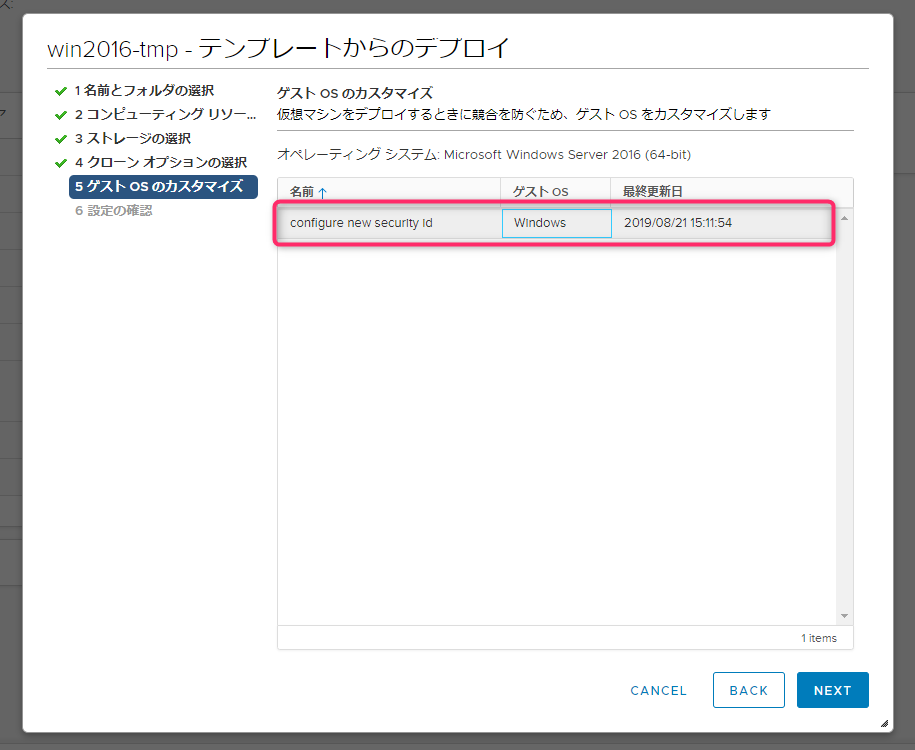 win2016-tmp - テンプレートからのデプロイ
1 名前とフォルダの選択
2 コンピューティング リソー...
3 ストレージの選択
4 クローン オプションの選択
5 ゲスト OS のカスタマイズ
6 設定の確認
ゲスト OS のカスタマイズ
仮想マシンをデプロイするときに競合を防ぐため、ゲスト OS をカスタマイズします
オペレーティング システム: Microsoft Windows Server 2016 (64-bit)
名前 ↑ ゲスト OS 最終更新日
configure new security id Windows 2019/08/21 15:11:54
1 items
CANCEL BACK NEXT